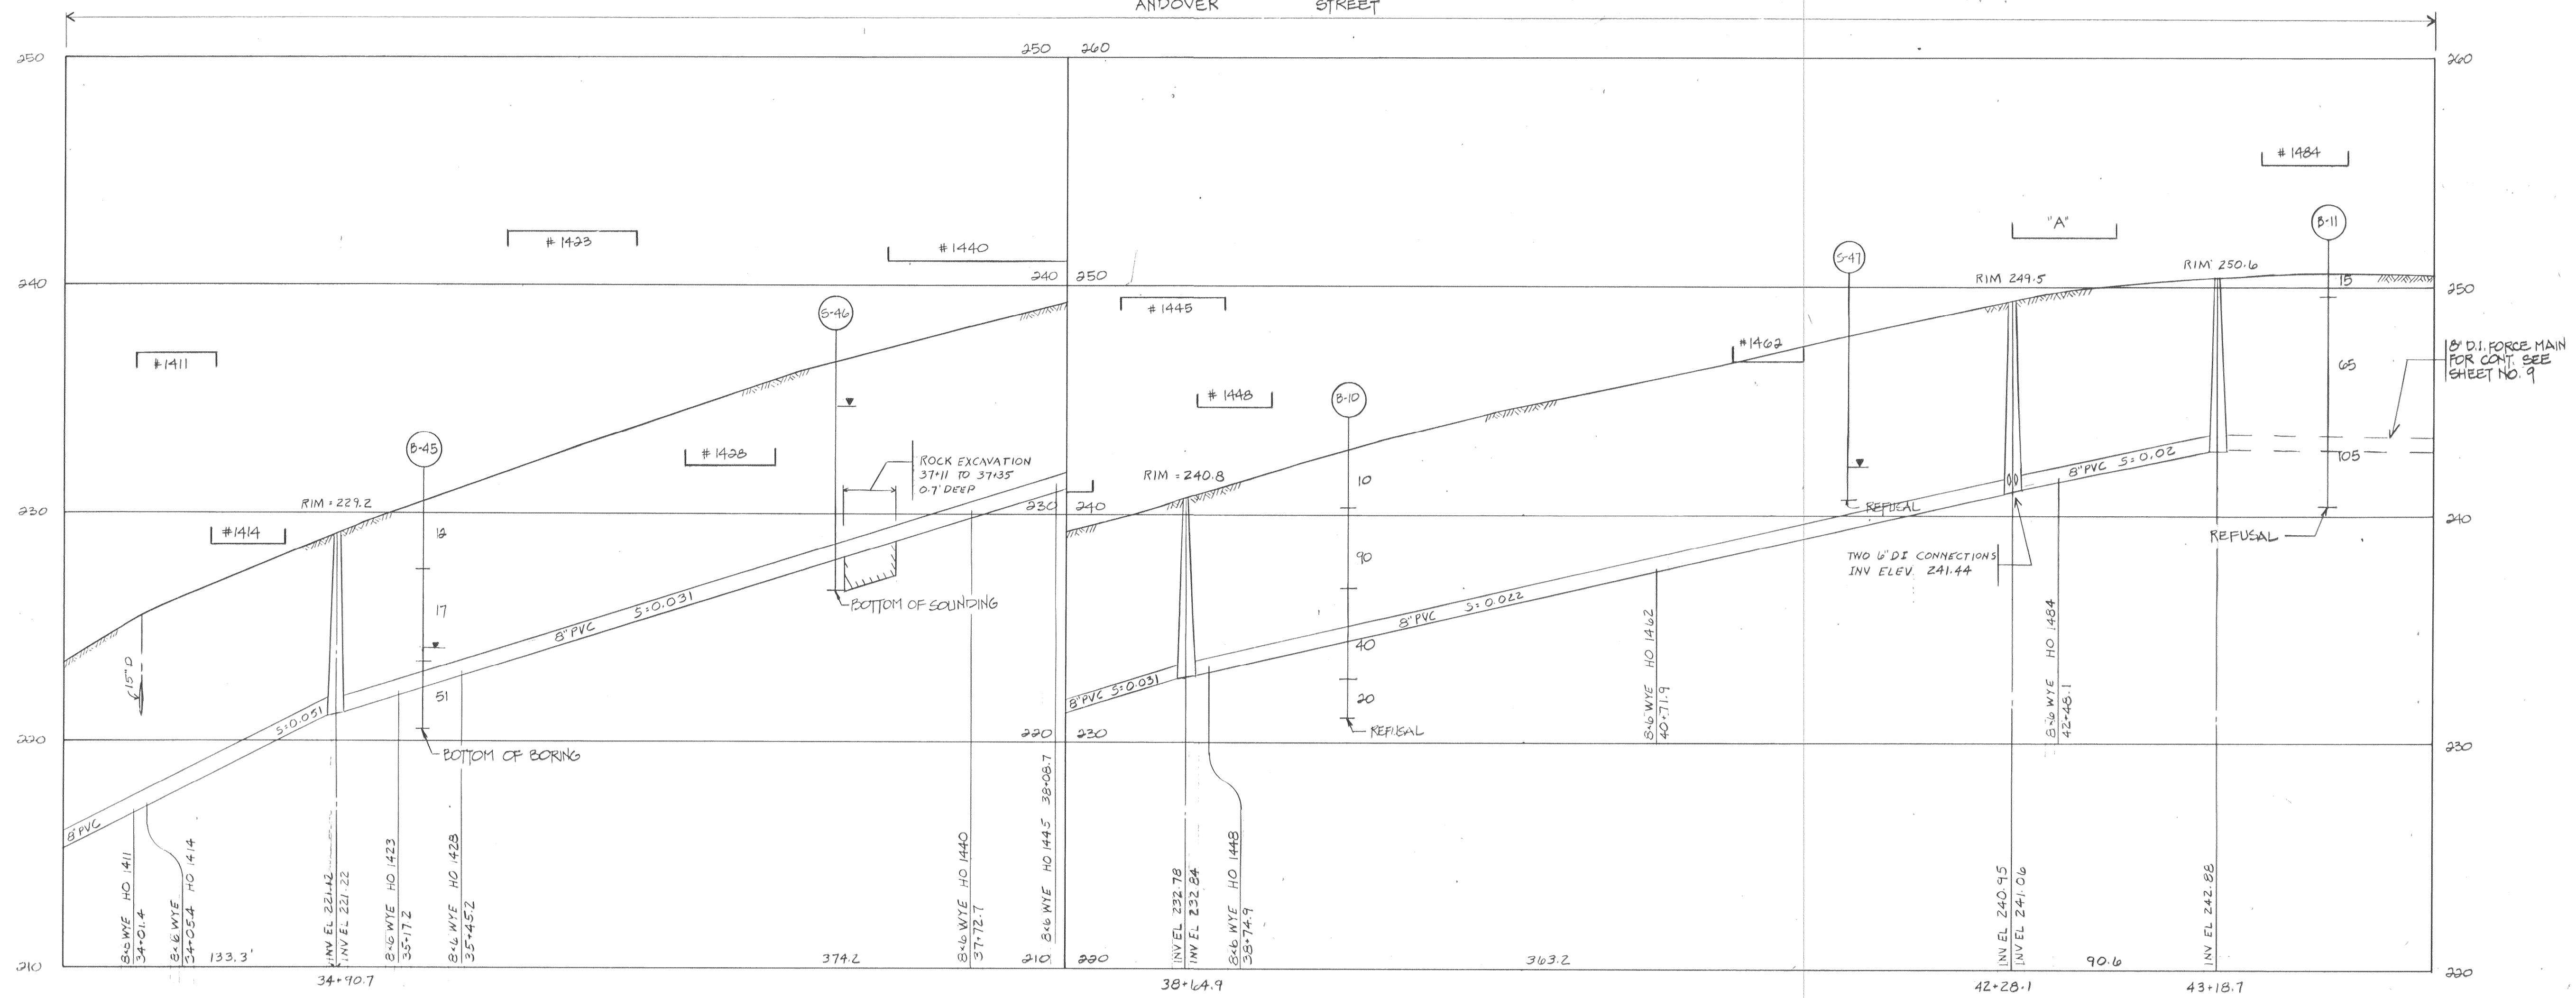 ANDOVER STREET
250
250 260
260
# 1484
"A"
B-11
# 1423
# 1440
S-47
RIM 250.6
RIM 249.5
240
240 250
15
250
# 1445
S-46
#1462
8" D.I. FORCE MAIN
FOR CONT. SEE
SHEET NO. 9
#1411
65
# 1448
B-10
B-45
# 1428
ROCK EXCAVATION
37+11 TO 37+35
0.7' DEEP
RIM = 240.8
10
8"PVC S=0.02
105
RIM = 229.2
230
230 240
REFUSAL
240
#1414
12
REFUSAL
TWO 6" DI CONNECTIONS
INV ELEV. 241.44
90
17
BOTTOM OF SOUNDING
8"PVC S=0.031
8"PVC S=0.022
40
15"D
51
8"PVC S=0.031
20
S=0.051
REFUSAL
220
220 230
230
BOTTOM OF BORING
8"PVC
8x6 WYE HO 1411
34+01.4
8x6 WYE
34+05.4 HO 1414
133.3'
INV EL 221.12
INV EL 221.22
8x6 WYE HO 1423
35+17.2
8x6 WYE HO 1428
35+45.2
374.2
8x6 WYE HO 1440
37+72.7
8x6 WYE HO 1445 38+08.7
INV EL 232.78
INV EL 232.84
8x6 WYE HO 1448
38+74.9
363.2
8x6 WYE HO 1462
40+71.9
INV EL 240.95
INV EL 241.06
8x6 WYE HO 1484
42+48.1
90.6
INV EL 242.88
210
210 220
220
34+90.7
38+64.9
42+28.1
43+18.7